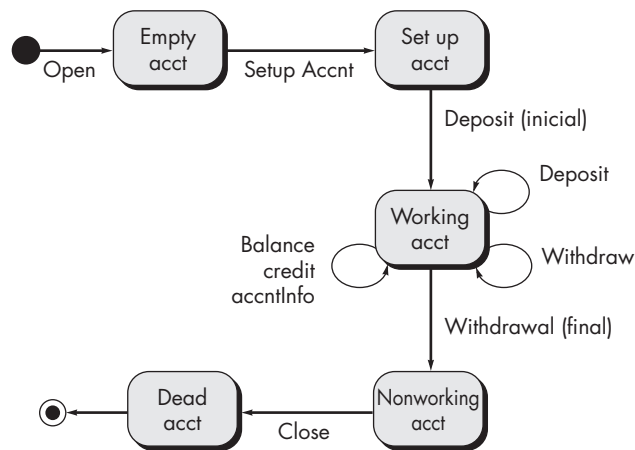 Empty
acct
Set up
acct
Open
Setup Accnt
Deposit (inicial)
Deposit
Working
acct
Balance
credit
accntInfo
Withdraw
Withdrawal (final)
Dead
acct
Nonworking
acct
Close